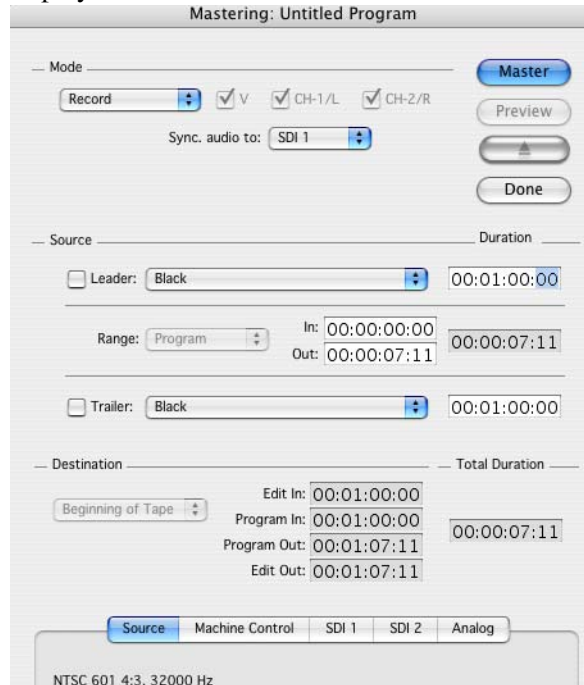 Mastering: Untitled Program
Mode
Master
Record V CH-1/L CH-2/R
Preview
Sync. audio to: SDI 1
Done
Source Duration
Leader: Black 00:01:00:00
Range: Program In: 00:00:00:00 00:00:07:11
Out: 00:00:07:11
Trailer: Black 00:01:00:00
Destination Total Duration
Beginning of Tape Edit In: 00:01:00:00
Program In: 00:01:00:00 00:00:07:11
Program Out: 00:01:07:11
Edit Out: 00:01:07:11
Source Machine Control SDI 1 SDI 2 Analog
NTSC 601 4:3, 32000 Hz